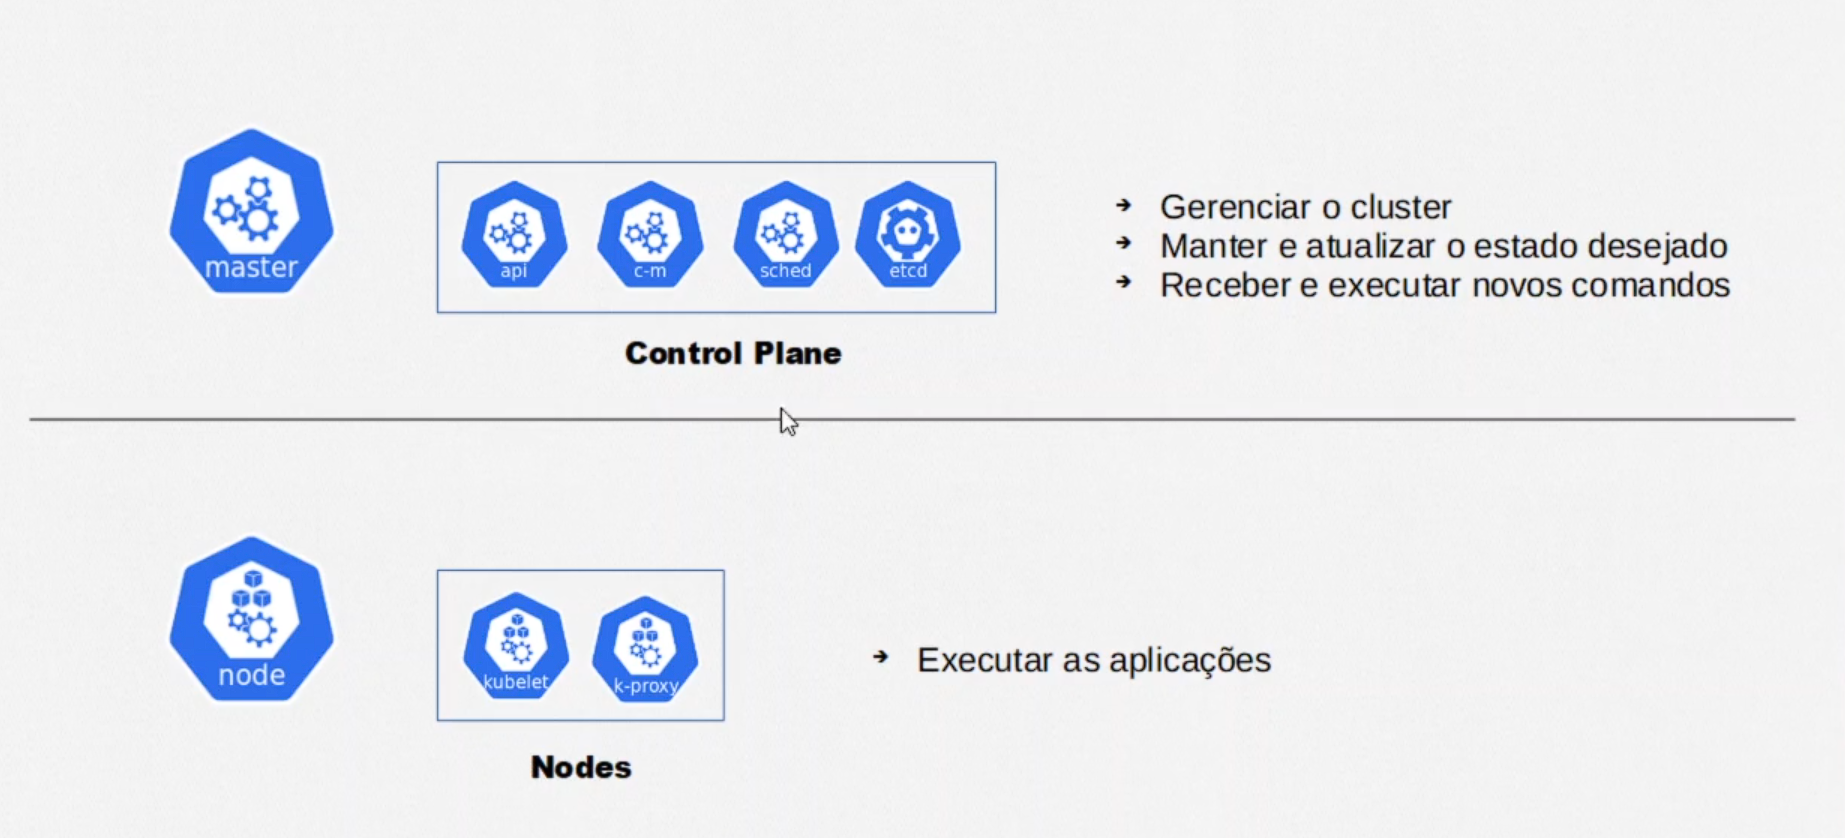 master
api
c-m
sched
etcd
Control Plane
➔ Gerenciar o cluster
➔ Manter e atualizar o estado desejado
➔ Receber e executar novos comandos
node
kubelet
k-proxy
Nodes
➔ Executar as aplicações